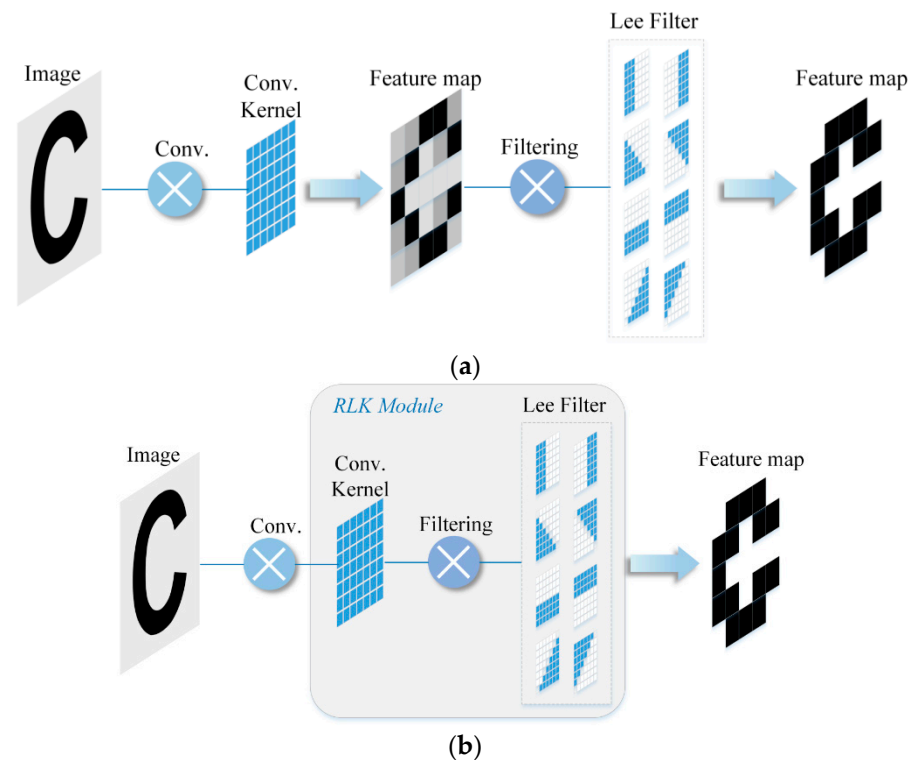 Lee Filter
Image
Conv.
Kernel
Feature map
Feature map
Conv.
Filtering
C
(a)
RLK Module
Lee Filter
Image
Conv.
Kernel
Feature map
Conv.
Filtering
C
(b)